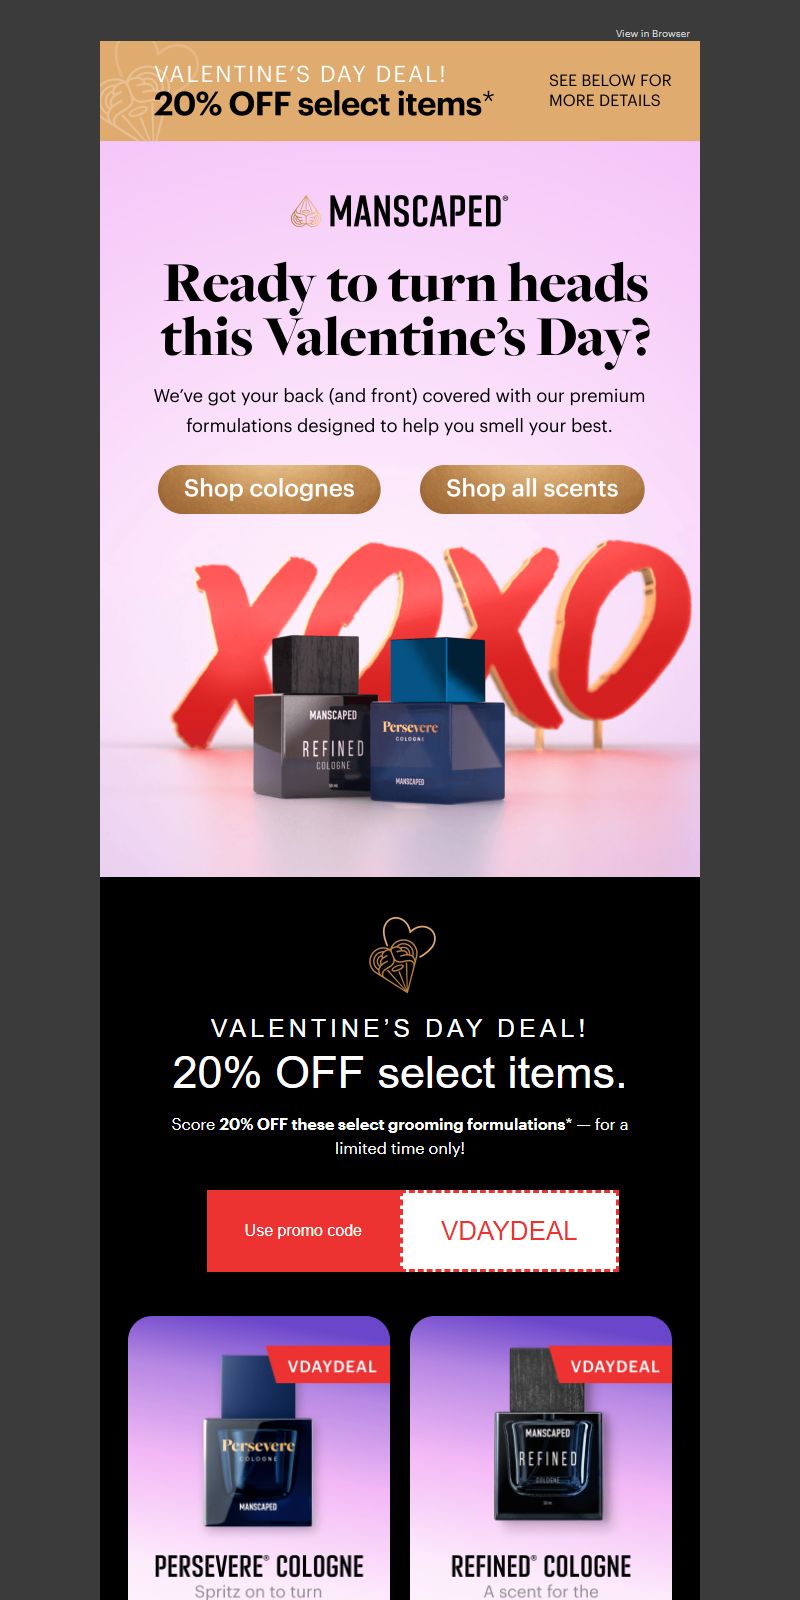 View in Browser
VALENTINE'S DAY DEAL!
20% OFF select items*
SEE BELOW FOR
MORE DETAILS
MANSCAPED®
Ready to turn heads
this Valentine's Day?
We've got your back (and front) covered with our premium
formulations designed to help you smell your best.
Shop colognes
Shop all scents
XOXO
MANSCAPED
REFINED
COLOGNE
50 ml
Persevere
COLOGNE
MANSCAPED
VALENTINE'S DAY DEAL!
20% OFF select items.
Score 20% OFF these select grooming formulations* — for a
limited time only!
Use promo code
VDAYDEAL
VDAYDEAL
Persevere
COLOGNE
MANSCAPED
PERSEVERE® COLOGNE
Spritz on to turn
VDAYDEAL
MANSCAPED
REFINED
COLOGNE
50 ml
REFINED® COLOGNE
A scent for the